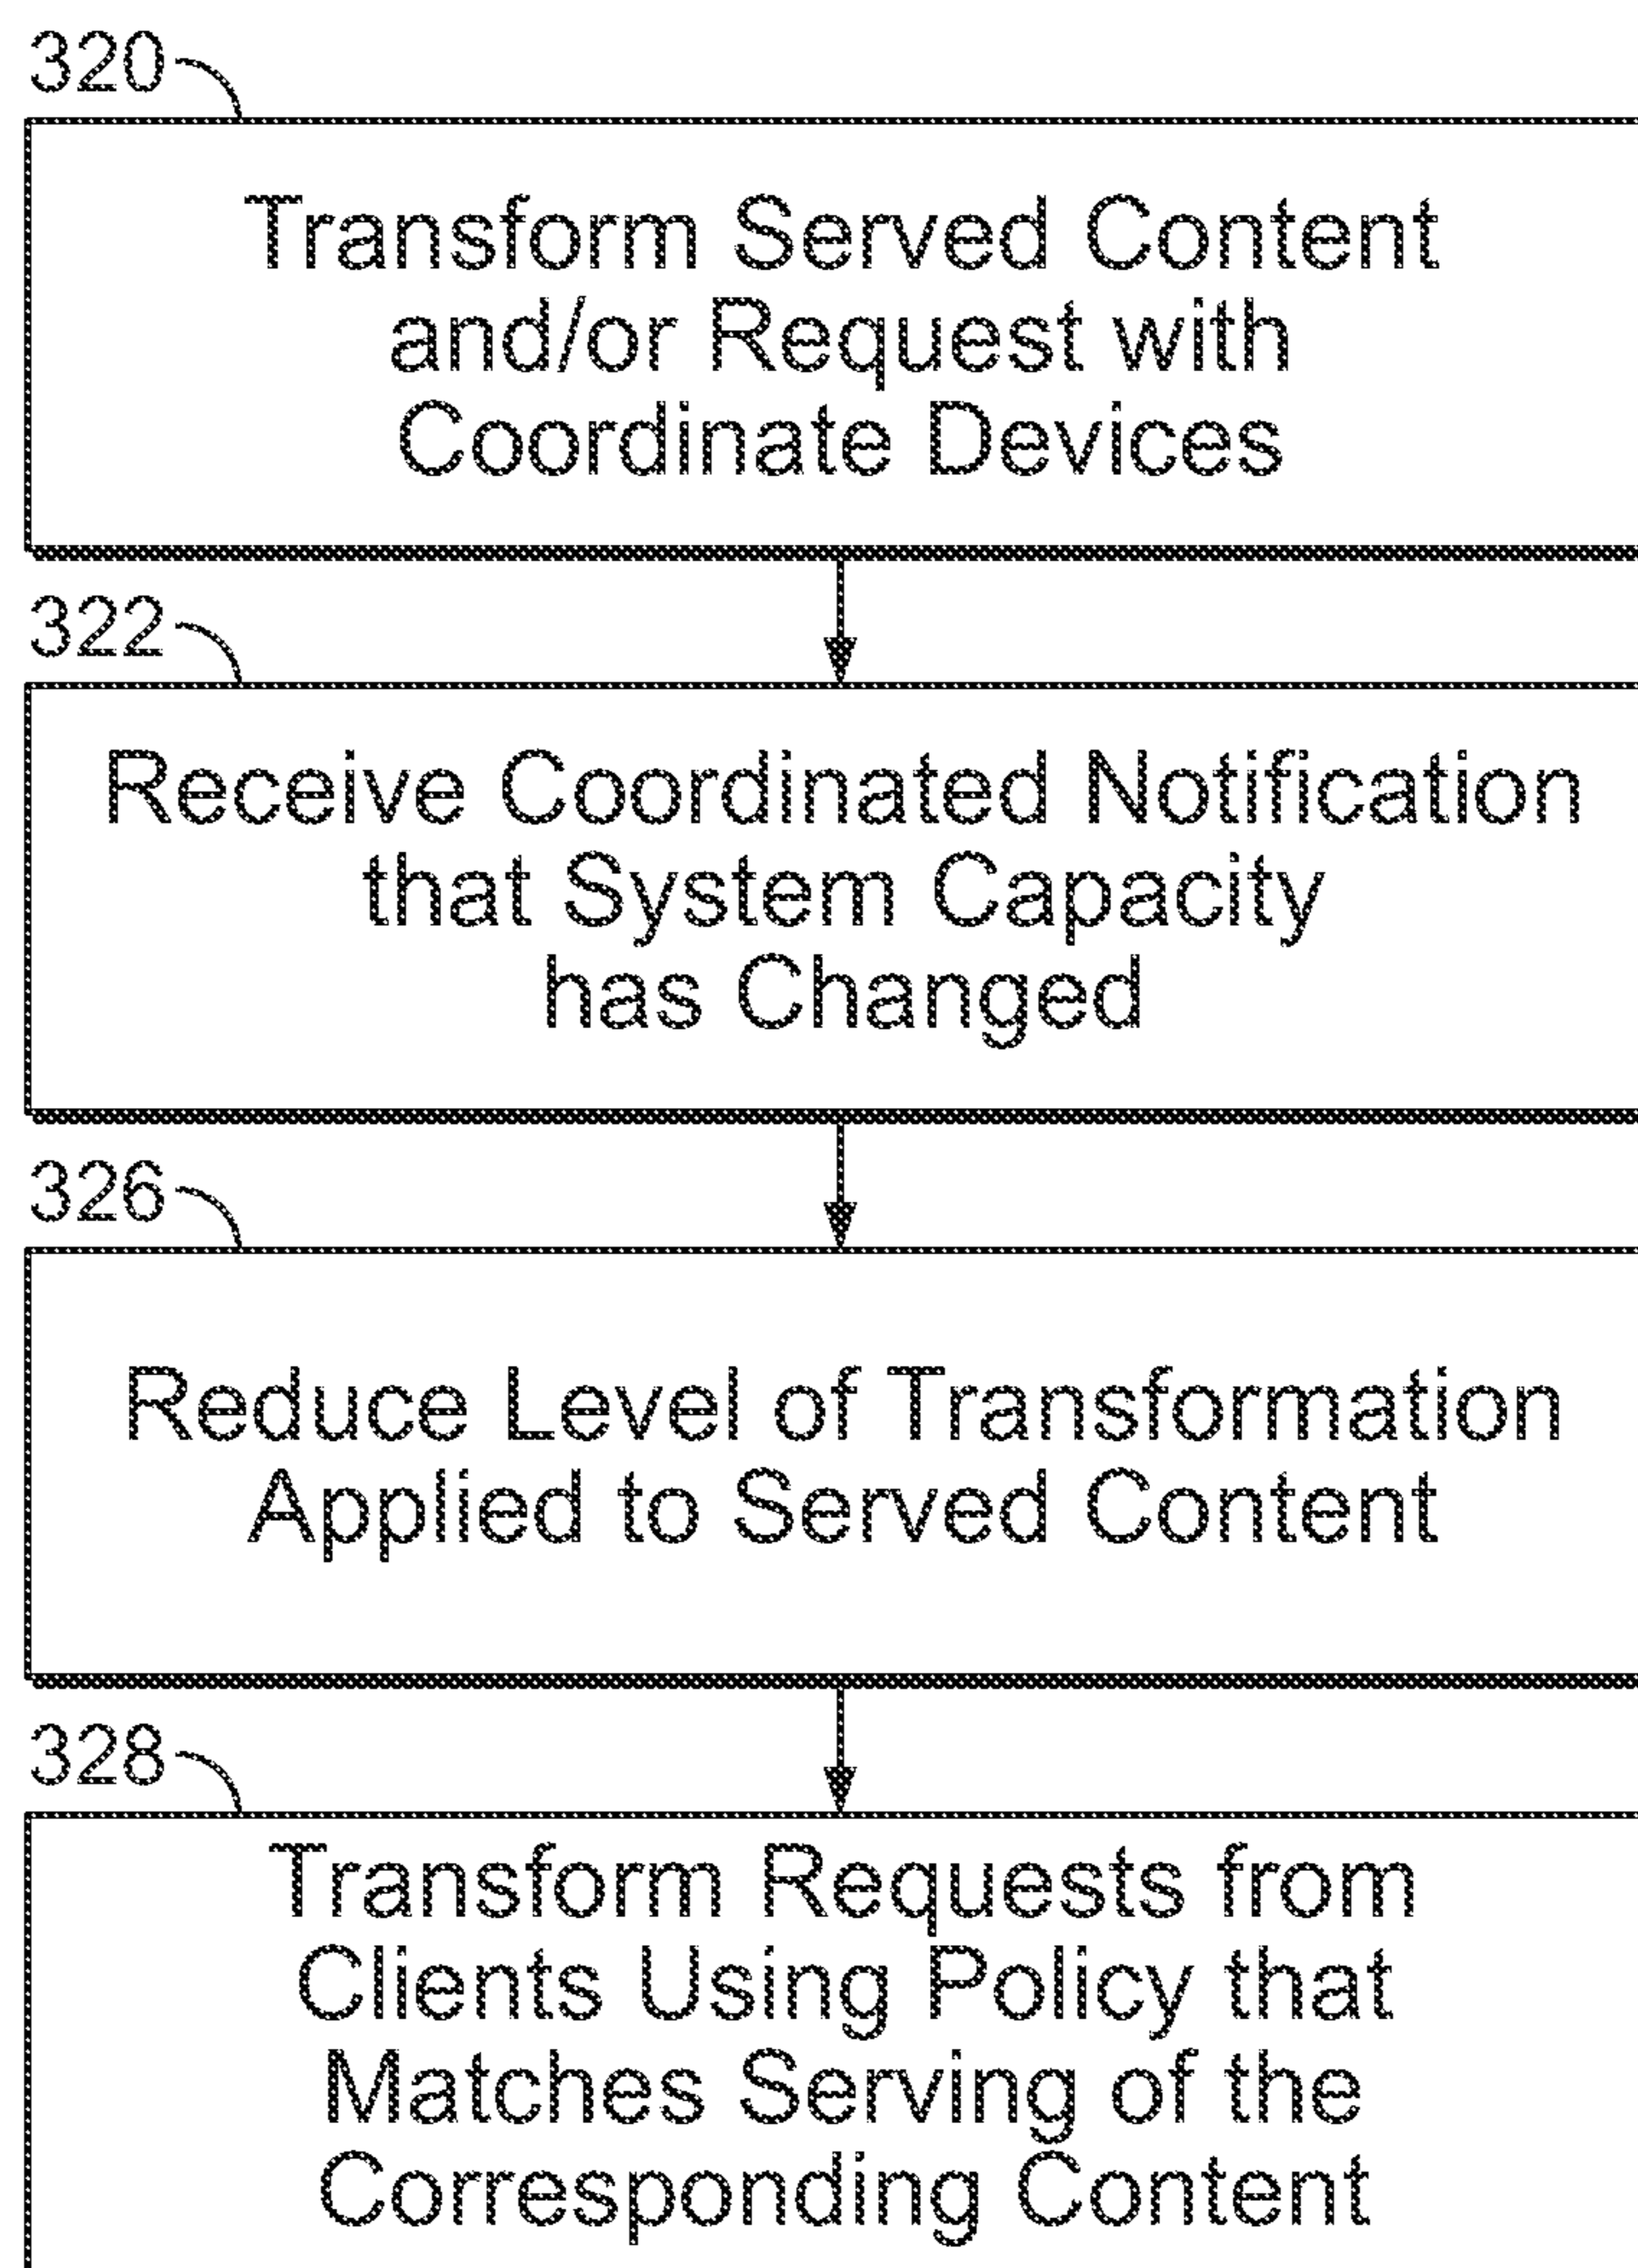 320
Transform Served Content
and/or Request with
Coordinate Devices
322
Receive Coordinated Notification
that System Capacity
has Changed
326
Reduce Level of Transformation
Applied to Served Content
328
Transform Requests from
Clients Using Policy that
Matches Serving of the
Corresponding Content